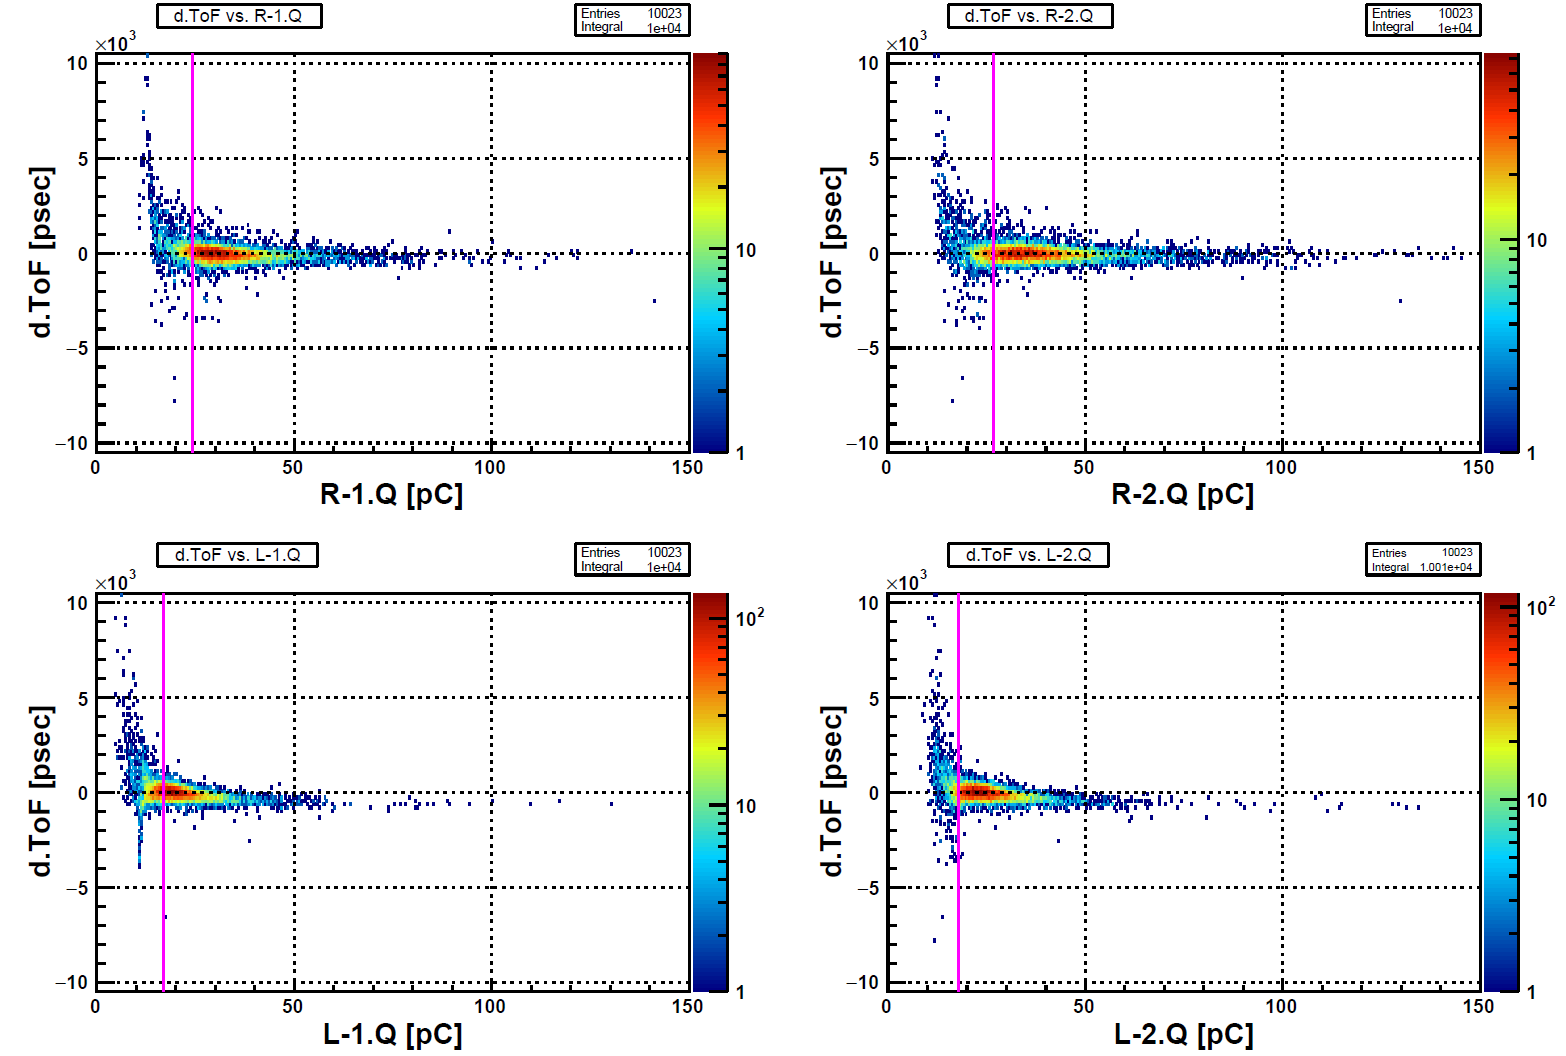 d.ToF vs. R-1.Q
Entries 10023
Integral 1e+04
×10³
10
5
0
−5
−10
d.ToF [psec]
0 50 100 150
R-1.Q [pC]
10
1
d.ToF vs. R-2.Q
Entries 10023
Integral 1e+04
×10³
10
5
0
−5
−10
d.ToF [psec]
0 50 100 150
R-2.Q [pC]
10
1
d.ToF vs. L-1.Q
Entries 10023
Integral 1e+04
×10³
10
5
0
−5
−10
d.ToF [psec]
0 50 100 150
L-1.Q [pC]
10²
10
1
d.ToF vs. L-2.Q
Entries 10023
Integral 1.001e+04
×10³
10
5
0
−5
−10
d.ToF [psec]
0 50 100 150
L-2.Q [pC]
10²
10
1